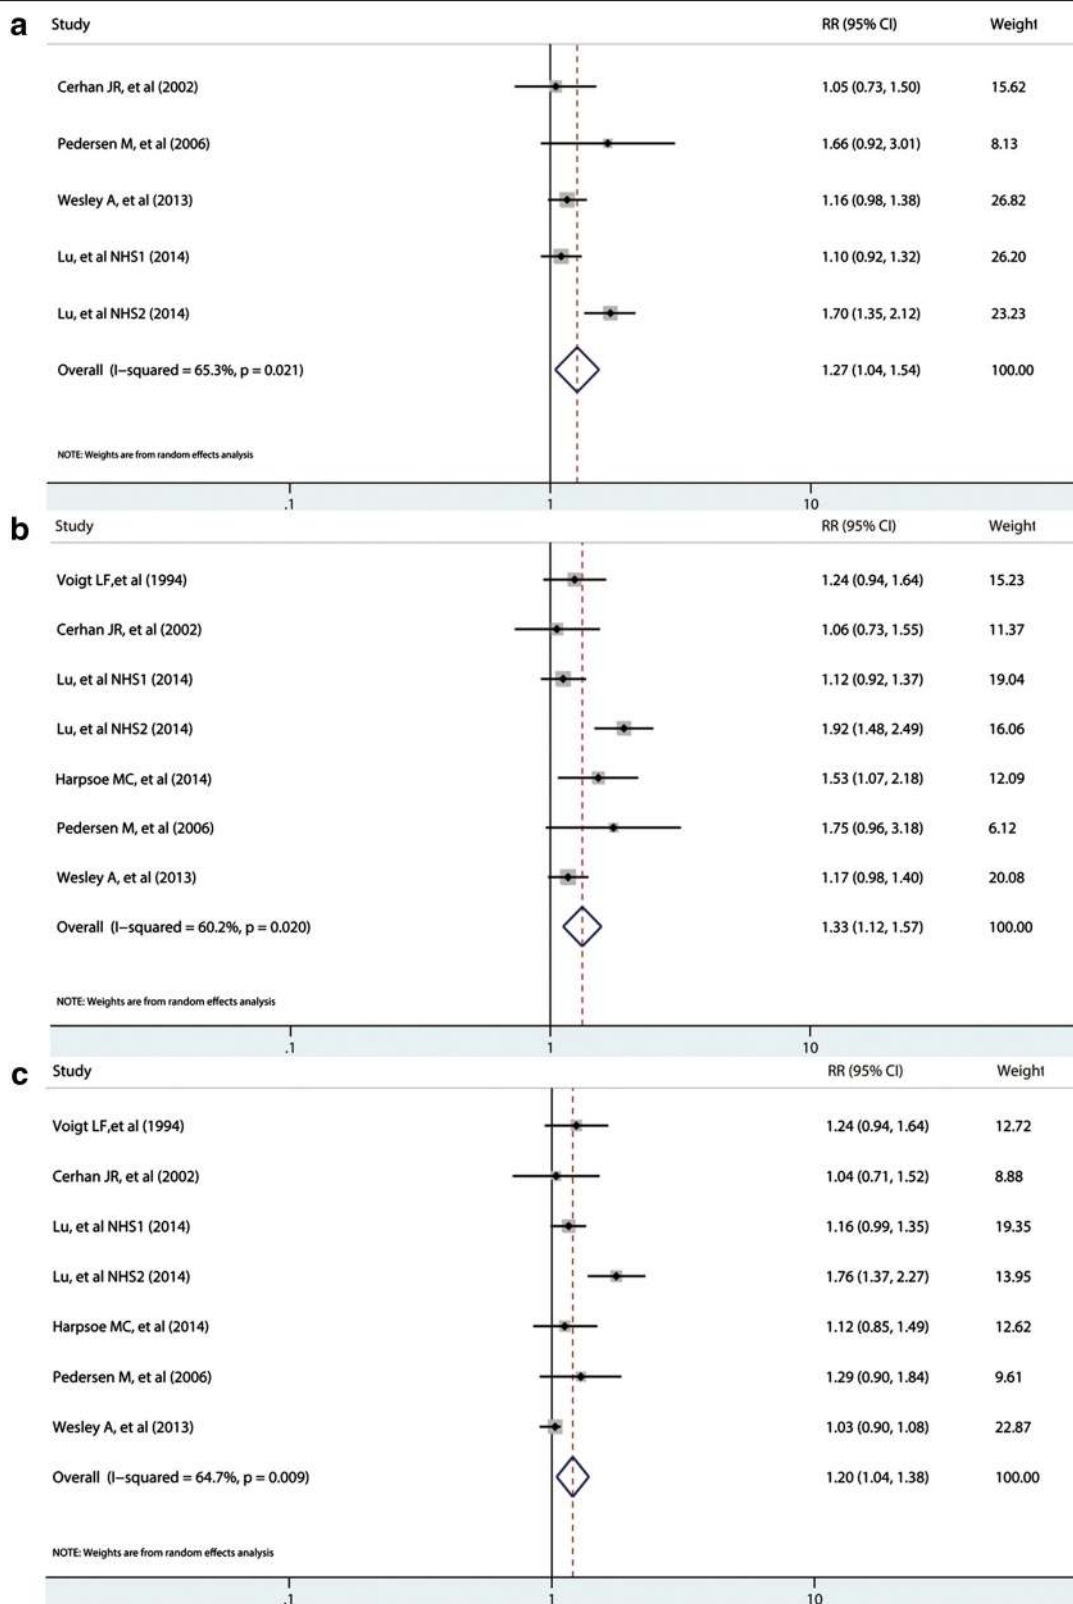 a
Study RR (95% CI) Weight
Cerhan JR, et al (2002) 1.05 (0.73, 1.50) 15.62
Pedersen M, et al (2006) 1.66 (0.92, 3.01) 8.13
Wesley A, et al (2013) 1.16 (0.98, 1.38) 26.82
Lu, et al NHS1 (2014) 1.10 (0.92, 1.32) 26.20
Lu, et al NHS2 (2014) 1.70 (1.35, 2.12) 23.23
Overall (I−squared = 65.3%, p = 0.021) 1.27 (1.04, 1.54) 100.00
NOTE: Weights are from random effects analysis
.1 1 10
b
Study RR (95% CI) Weight
Voigt LF,et al (1994) 1.24 (0.94, 1.64) 15.23
Cerhan JR, et al (2002) 1.06 (0.73, 1.55) 11.37
Lu, et al NHS1 (2014) 1.12 (0.92, 1.37) 19.04
Lu, et al NHS2 (2014) 1.92 (1.48, 2.49) 16.06
Harpsoe MC, et al (2014) 1.53 (1.07, 2.18) 12.09
Pedersen M, et al (2006) 1.75 (0.96, 3.18) 6.12
Wesley A, et al (2013) 1.17 (0.98, 1.40) 20.08
Overall (I−squared = 60.2%, p = 0.020) 1.33 (1.12, 1.57) 100.00
NOTE: Weights are from random effects analysis
.1 1 10
c
Study RR (95% CI) Weight
Voigt LF,et al (1994) 1.24 (0.94, 1.64) 12.72
Cerhan JR, et al (2002) 1.04 (0.71, 1.52) 8.88
Lu, et al NHS1 (2014) 1.16 (0.99, 1.35) 19.35
Lu, et al NHS2 (2014) 1.76 (1.37, 2.27) 13.95
Harpsoe MC, et al (2014) 1.12 (0.85, 1.49) 12.62
Pedersen M, et al (2006) 1.29 (0.90, 1.84) 9.61
Wesley A, et al (2013) 1.03 (0.90, 1.08) 22.87
Overall (I−squared = 64.7%, p = 0.009) 1.20 (1.04, 1.38) 100.00
NOTE: Weights are from random effects analysis
.1 1 10